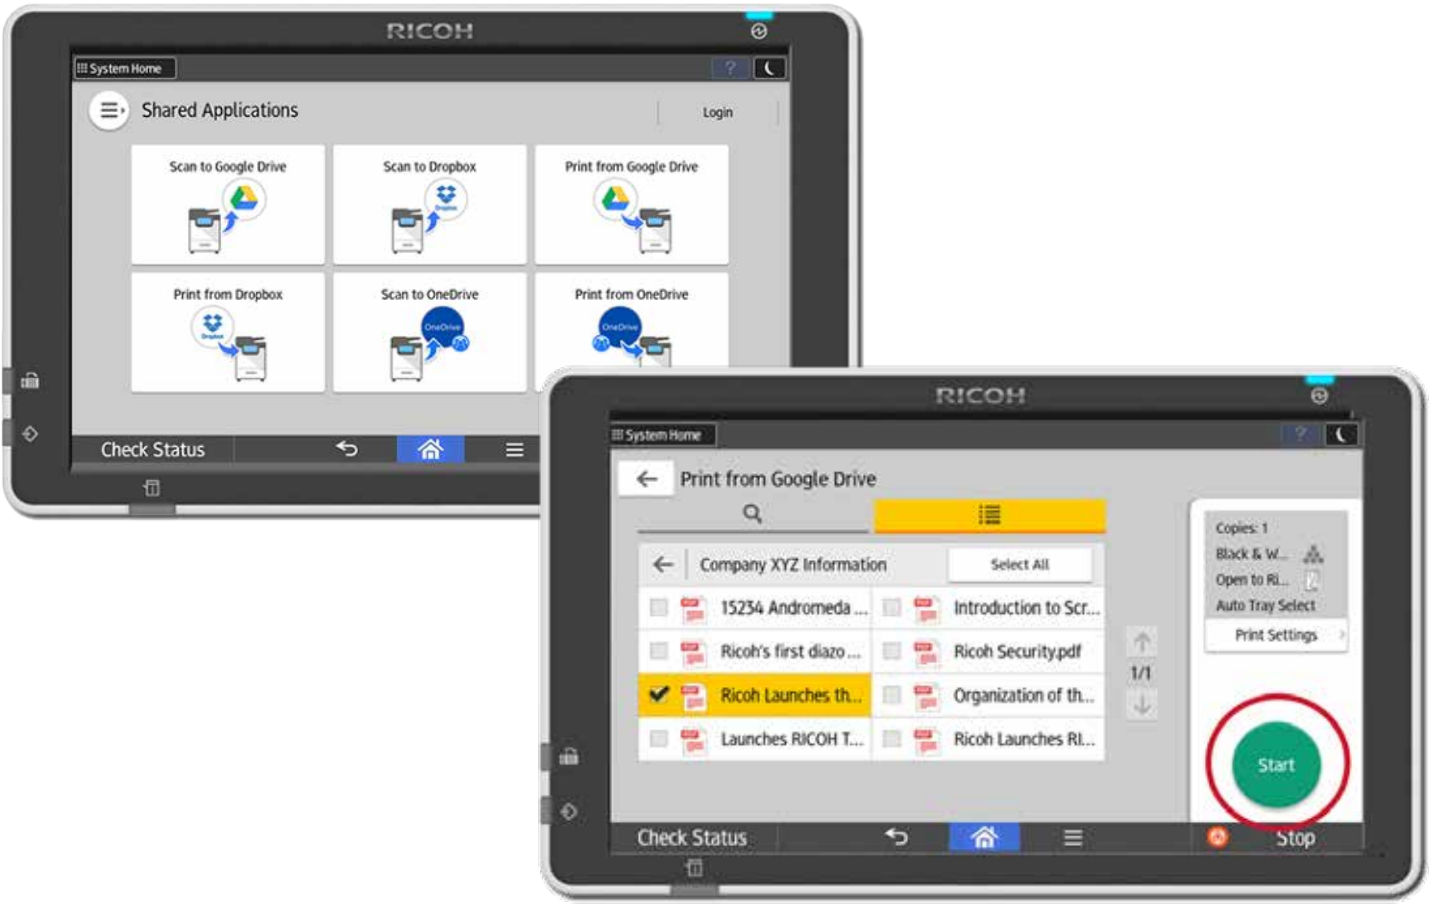 RICOH
System Home
?
Shared Applications
Login
Scan to Google Drive
Scan to Dropbox
Print from Google Drive
Dropbox
Print from Dropbox
Scan to OneDrive
Print from OneDrive
Dropbox
OneDrive
OneDrive
Check Status
RICOH
System Home
?
Print from Google Drive
Company XYZ Information
Select All
15234 Andromeda ...
Introduction to Scr...
Ricoh's first diazo ...
Ricoh Security.pdf
Ricoh Launches th...
Organization of th...
Launches RICOH T...
Ricoh Launches RI...
1/1
Copies: 1
Black & W...
Open to Ri...
Auto Tray Select
Print Settings
Start
Check Status
Stop